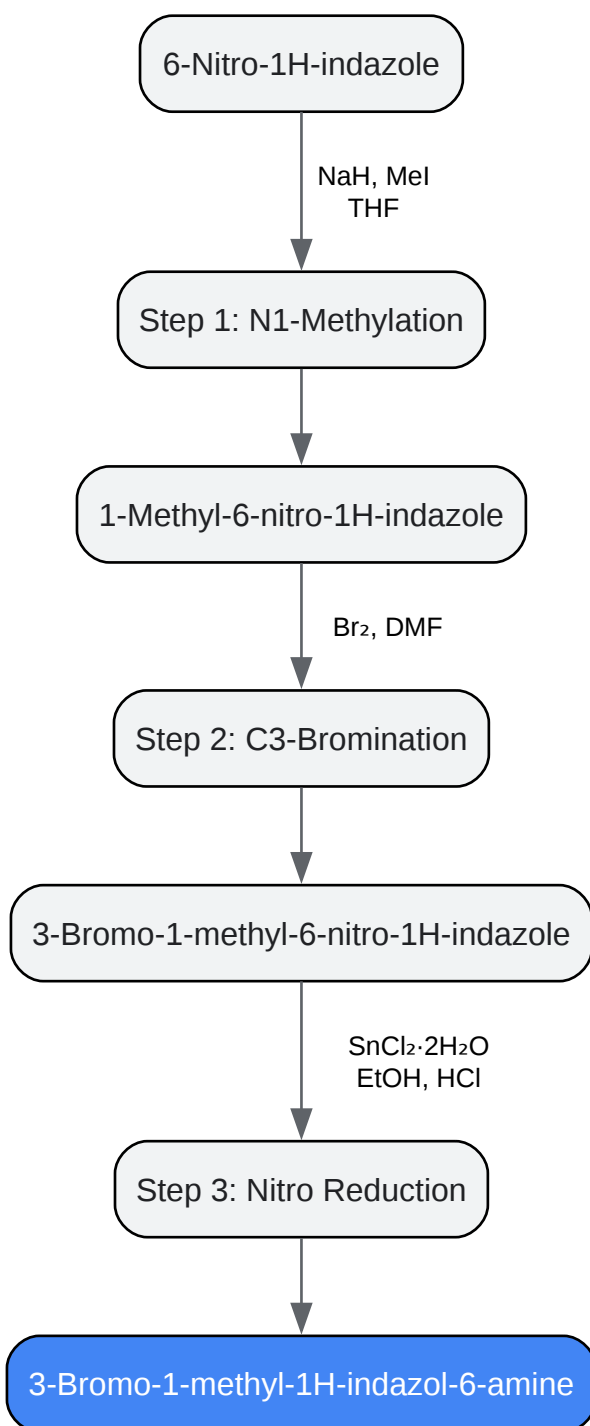 6-Nitro-1H-indazole
NaH, MeI
THF
Step 1: N1-Methylation
1-Methyl-6-nitro-1H-indazole
Br₂, DMF
Step 2: C3-Bromination
3-Bromo-1-methyl-6-nitro-1H-indazole
SnCl₂·2H₂O
EtOH, HCl
Step 3: Nitro Reduction
3-Bromo-1-methyl-1H-indazol-6-amine